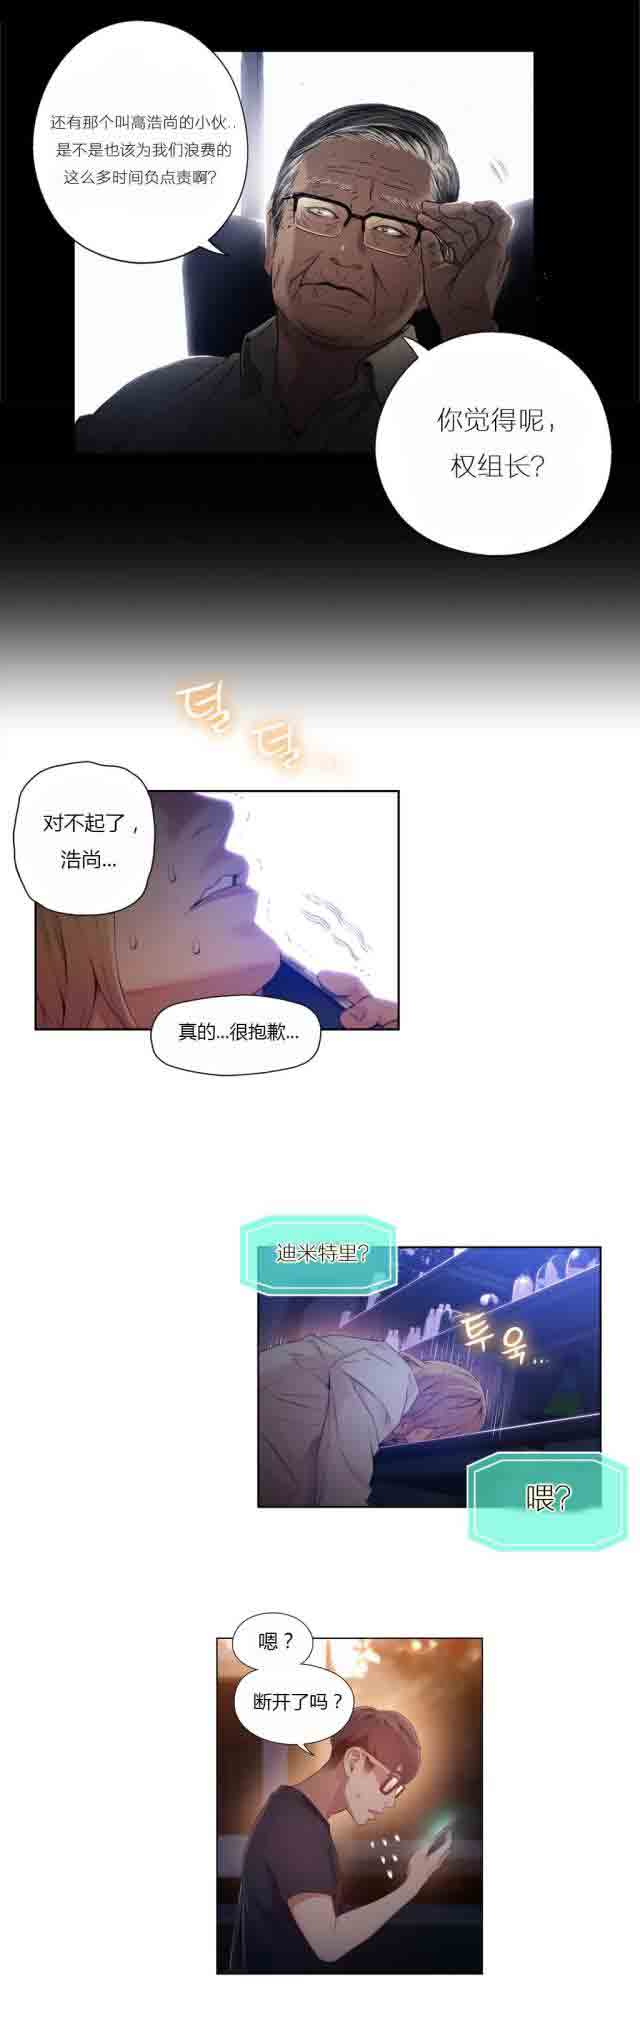 还有那个叫高浩尚的小伙..
是不是也该为我们浪费的
这么多时间负点责啊?
你觉得呢,
权组长?
덜
덜...
对不起了,
浩尚...
真的...很抱歉...
迪米特里?
투욱...
喂?
嗯?
断开了吗?